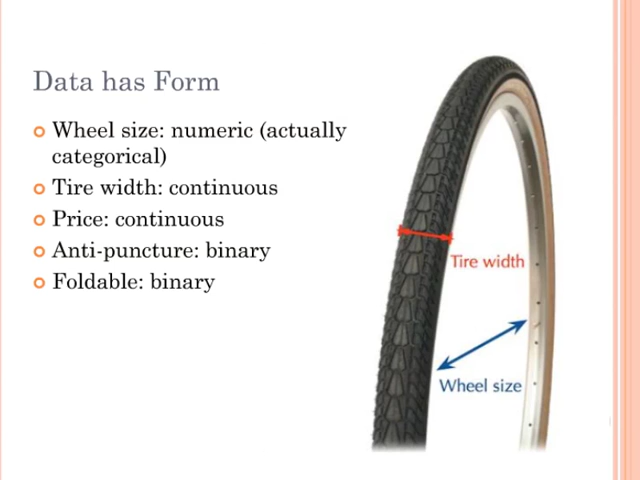 Data has Form
Wheel size: numeric (actually
categorical)
Tire width: continuous
Price: continuous
Anti-puncture: binary
Foldable: binary
Tire width
Wheel size